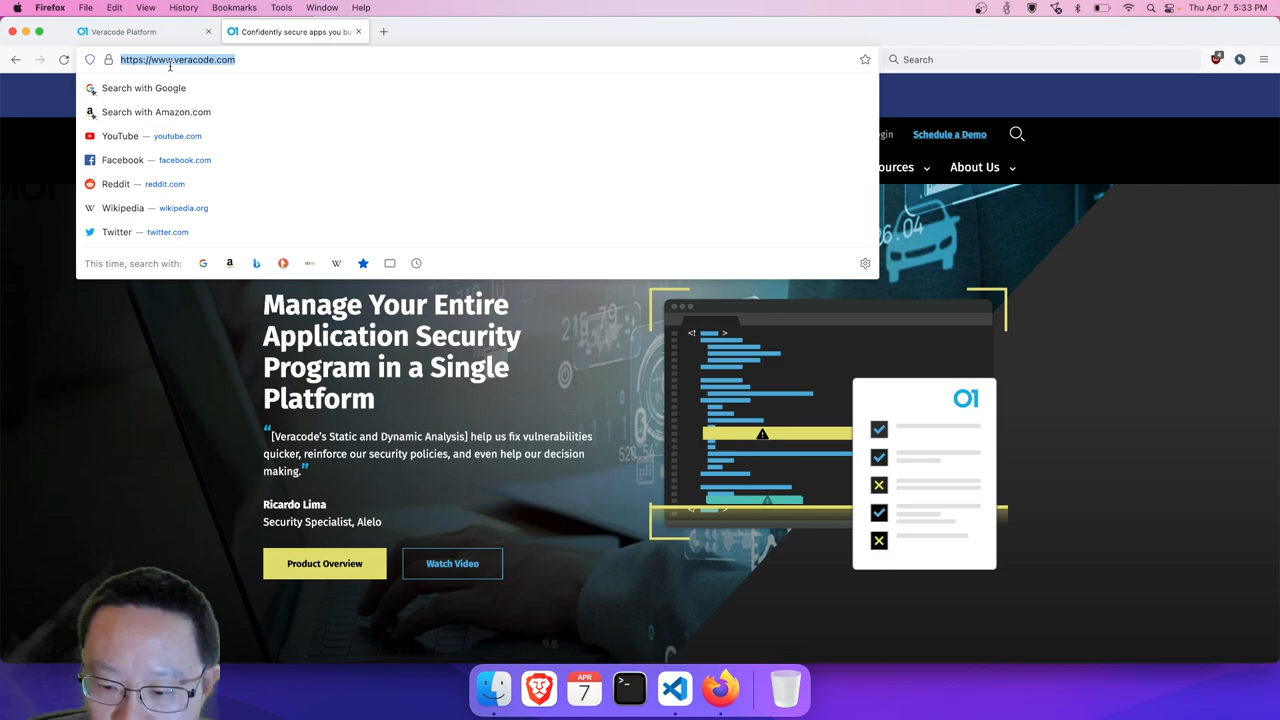 Firefox File Edit View History Bookmarks Tools Window Help Thu Apr 7 5:33 PM
Veracode Platform Confidently secure apps you bu
https://www.veracode.com Search
Search with Google
Search with Amazon.com
YouTube — youtube.com
Facebook — facebook.com
Reddit — reddit.com
Wikipedia — wikipedia.org
Twitter — twitter.com
This time, search with:
ogin Schedule a Demo
ources About Us
Manage Your Entire
Application Security
Program in a Single
Platform
“[Veracode’s Static and Dynamic Analysis] help us fix vulnerabilities
quicker, reinforce our security policies, and even help our decision
making.”
Ricardo Lima
Security Specialist, Alelo
Product Overview Watch Video
APR
7